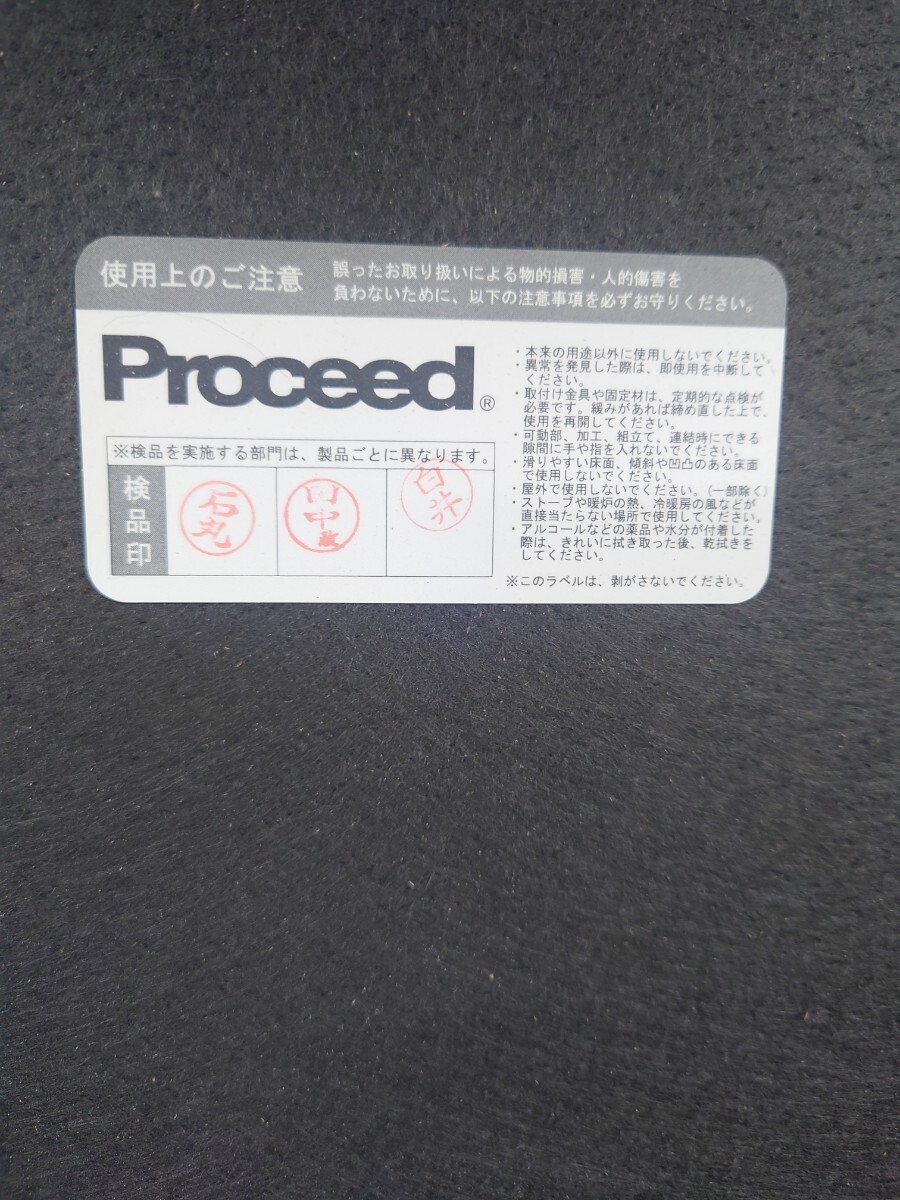 使用上のご注意
誤ったお取り扱いによる物的損害・人的傷害を
負わないために、以下の注意事項を必ずお守りください。
Proceed®
※検品を実施する部門は、製品ごとに異なります。
検品印
石丸
田中
白井
・本来の用途以外に使用しないでください。
・異常を発見した際は、即使用を中断して
ください。
・取付け金具や固定材は、定期的な点検が
必要です。緩みがあれば締め直した上で、
使用を再開してください。
・可動部、加工、組立て、連結時にできる
隙間に手や指を入れないでください。
・滑りやすい床面、傾斜や凹凸のある床面
で使用しないでください。
・屋外で使用しないでください。(一部除く)
・ストーブや暖炉の熱、冷暖房の風などが
直接当たらない場所で使用してください。
・アルコールなどの薬品や水分が付着した
際は、きれいに拭き取った後、乾拭きを
してください。
※このラベルは、剥がさないでください。